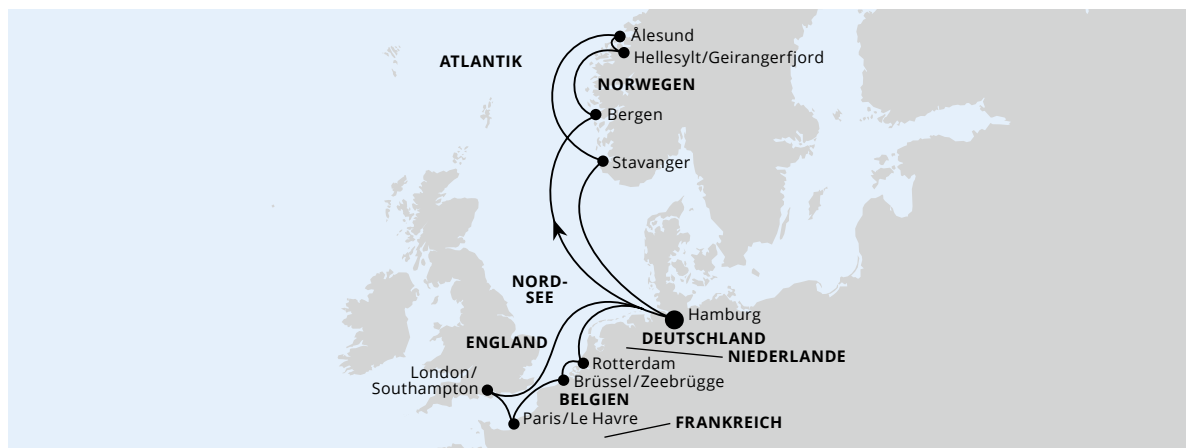 Ålesund
ATLANTIK
Hellesylt/Geirangerfjord
NORWEGEN
Bergen
Stavanger
NORD-
SEE
Hamburg
DEUTSCHLAND
ENGLAND
NIEDERLANDE
Rotterdam
London/
Southampton
Brüssel/Zeebrügge
BELGIEN
Paris/Le Havre
FRANKREICH